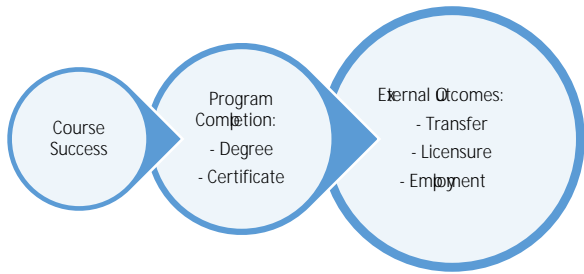 Course
Success
Program
Completion:
- Degree
- Certificate
External Outcomes:
- Transfer
- Licensure
- Employment